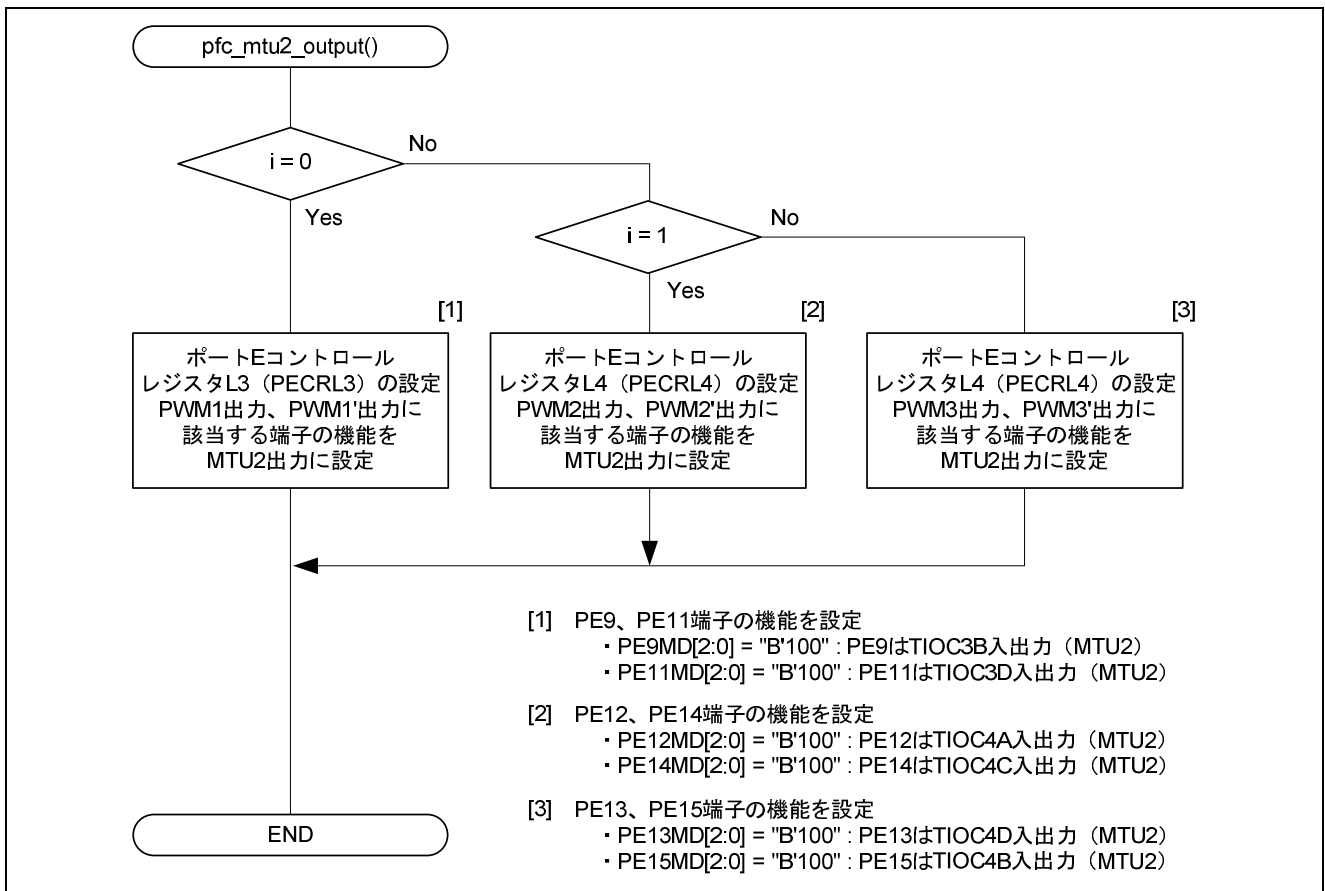 pfc_mtu2_output()
i = 0
No
Yes
i = 1
No
Yes
[1]
ポートEコントロール
レジスタL3（PECRL3）の設定
PWM1出力、PWM1'出力に
該当する端子の機能を
MTU2出力に設定
[2]
ポートEコントロール
レジスタL4（PECRL4）の設定
PWM2出力、PWM2'出力に
該当する端子の機能を
MTU2出力に設定
[3]
ポートEコントロール
レジスタL4（PECRL4）の設定
PWM3出力、PWM3'出力に
該当する端子の機能を
MTU2出力に設定
[1] PE9、PE11端子の機能を設定
・PE9MD[2:0] = "B'100" : PE9はTIOC3B入出力（MTU2）
・PE11MD[2:0] = "B'100" : PE11はTIOC3D入出力（MTU2）
[2] PE12、PE14端子の機能を設定
・PE12MD[2:0] = "B'100" : PE12はTIOC4A入出力（MTU2）
・PE14MD[2:0] = "B'100" : PE14はTIOC4C入出力（MTU2）
[3] PE13、PE15端子の機能を設定
・PE13MD[2:0] = "B'100" : PE13はTIOC4D入出力（MTU2）
・PE15MD[2:0] = "B'100" : PE15はTIOC4B入出力（MTU2）
END